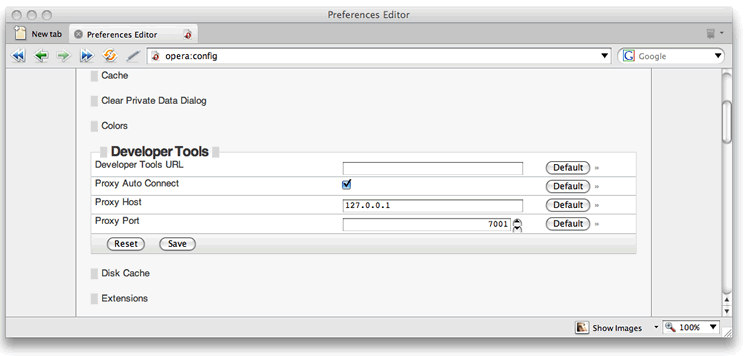 Preferences Editor
New tab
Preferences Editor
opera:config
Google
Cache
Clear Private Data Dialog
Colors
Developer Tools
Developer Tools URL
Default »
Proxy Auto Connect
Default »
Proxy Host
127.0.0.1
Default »
Proxy Port
7001
Default »
Reset Save
Disk Cache
Extensions
Show Images
100%